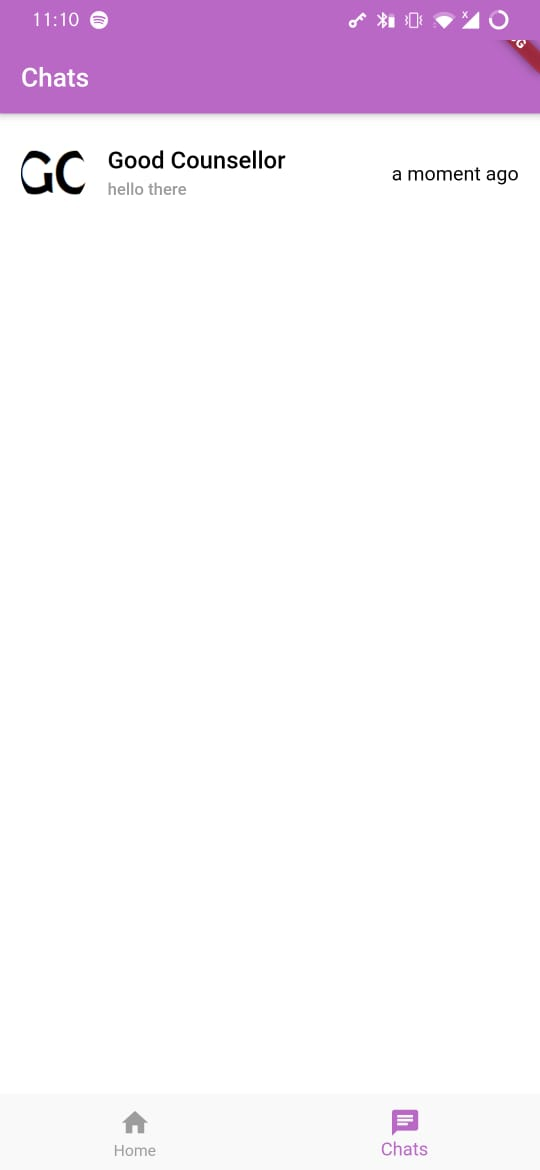 11:10
Chats
GC
Good Counsellor
hello there
a moment ago
Home
Chats